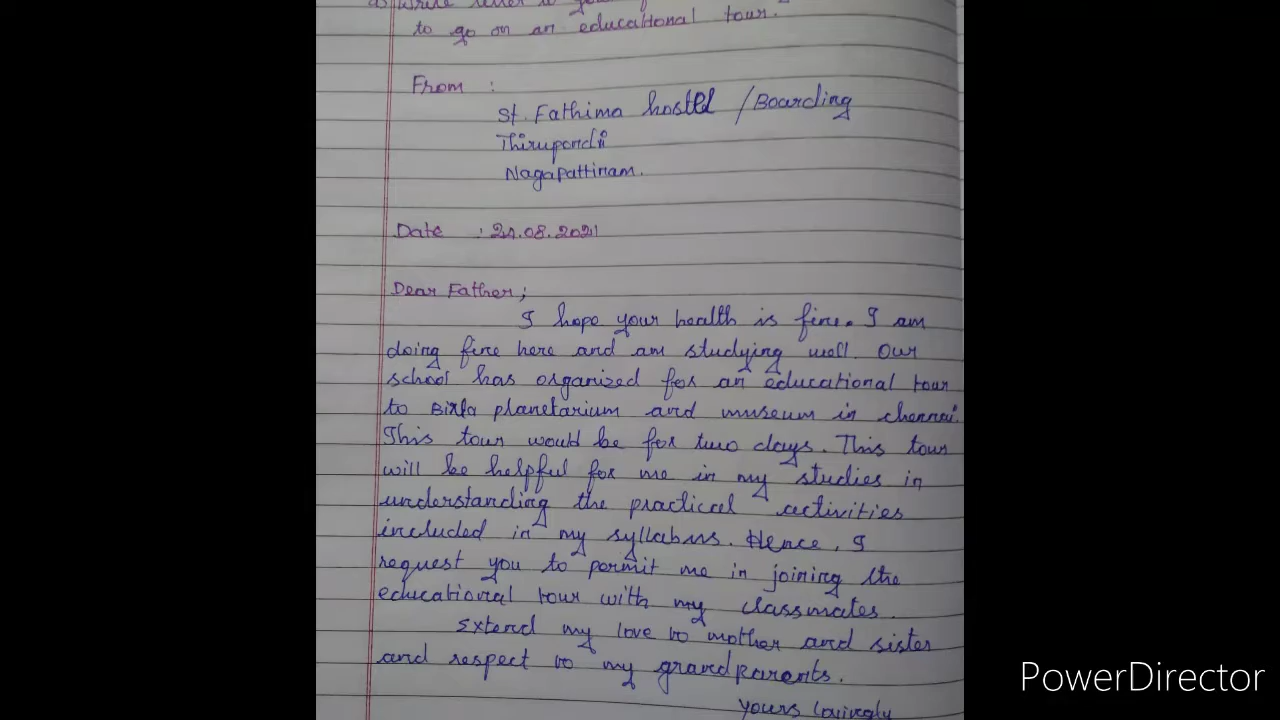 to go on an educational tour.
From :
St. Fathima hostel / Boarding
Thirupondi
Nagapattinam.
Date : 21.08.2021
Dear Father;
I hope your health is fine. I am
doing fine here and am studying well. Our
school has organized for an educational tour
to Birla planetarium and museum in chennai.
This tour would be for two days. This tour
will be helpful for me in my studies in
understanding the practical activities
included in my syllabus. Hence, I
request you to permit me in joining the
educational tour with my classmates.
Extend my love to mother and sister
and respect to my grandparents.
yours lovingly
PowerDirector